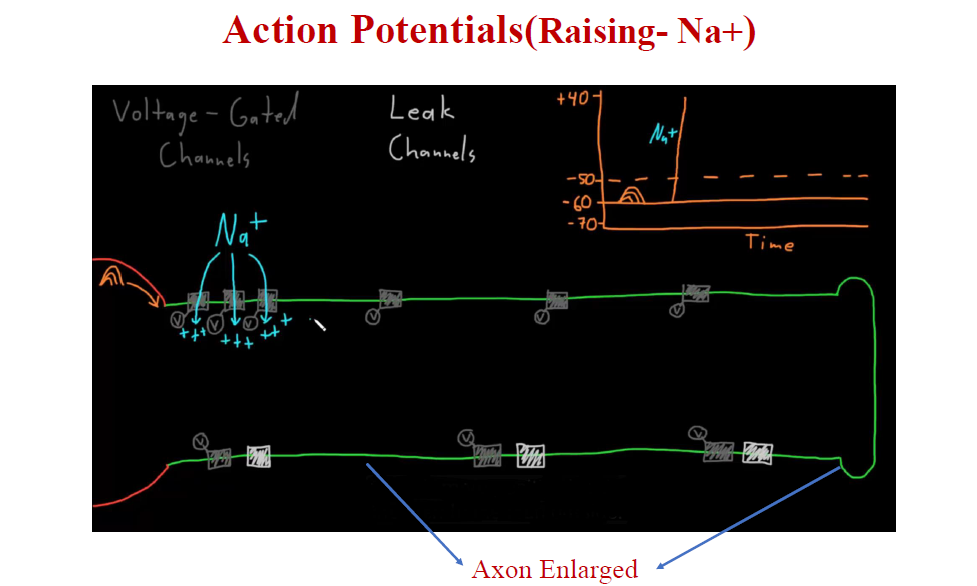 Action Potentials(Raising- Na+)
Voltage-Gated
Channels
Leak
Channels
+40
Na+
-50
-60
-70
Time
Na+
V
V
V
V
V
V
+++
+++
+++
V
V
V
Axon Enlarged